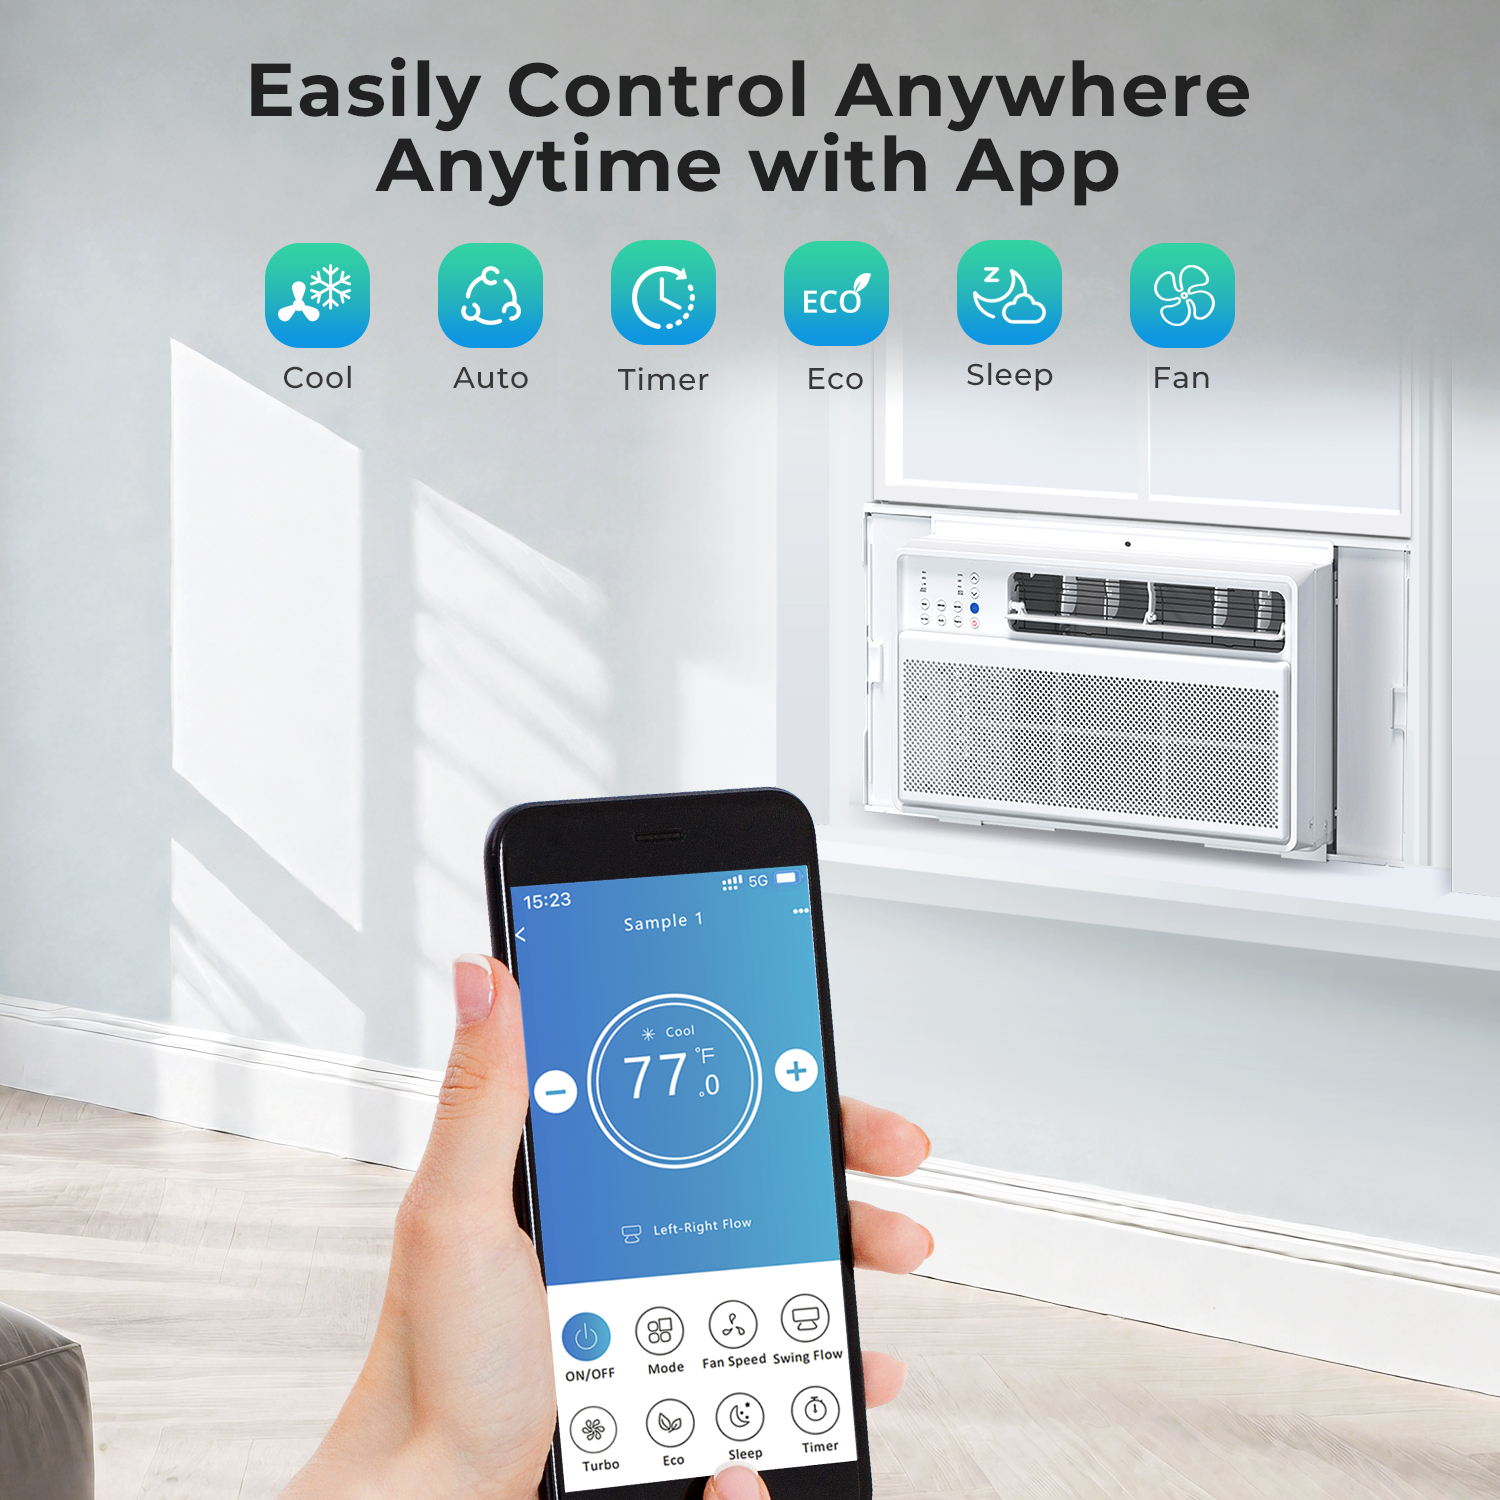 Easily Control Anywhere
Anytime with App
ECO
Z
Cool Auto Timer Eco Sleep Fan
15:23 5G
Sample 1
Cool
77 °F .0
Left-Right Flow
ON/OFF Mode Fan Speed Swing Flow
Turbo Eco Sleep Timer